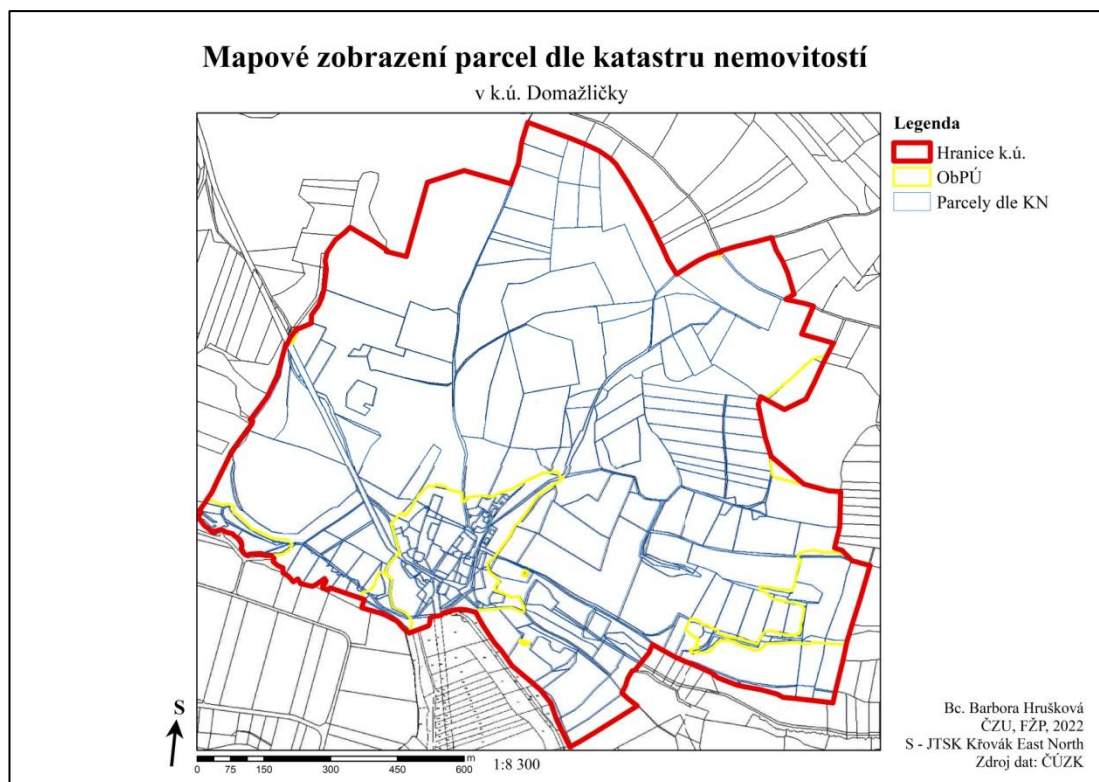 Mapové zobrazení parcel dle katastru nemovitostí
v k.ú. Domažličky
Legenda
Hranice k.ú.
ObPÚ
Parcely dle KN
S
0 75 150 300 450 600
m
1:8 300
Bc. Barbora Hrušková
ČZU, FŽP, 2022
S - JTSK Křovák East North
Zdroj dat: ČÚZK